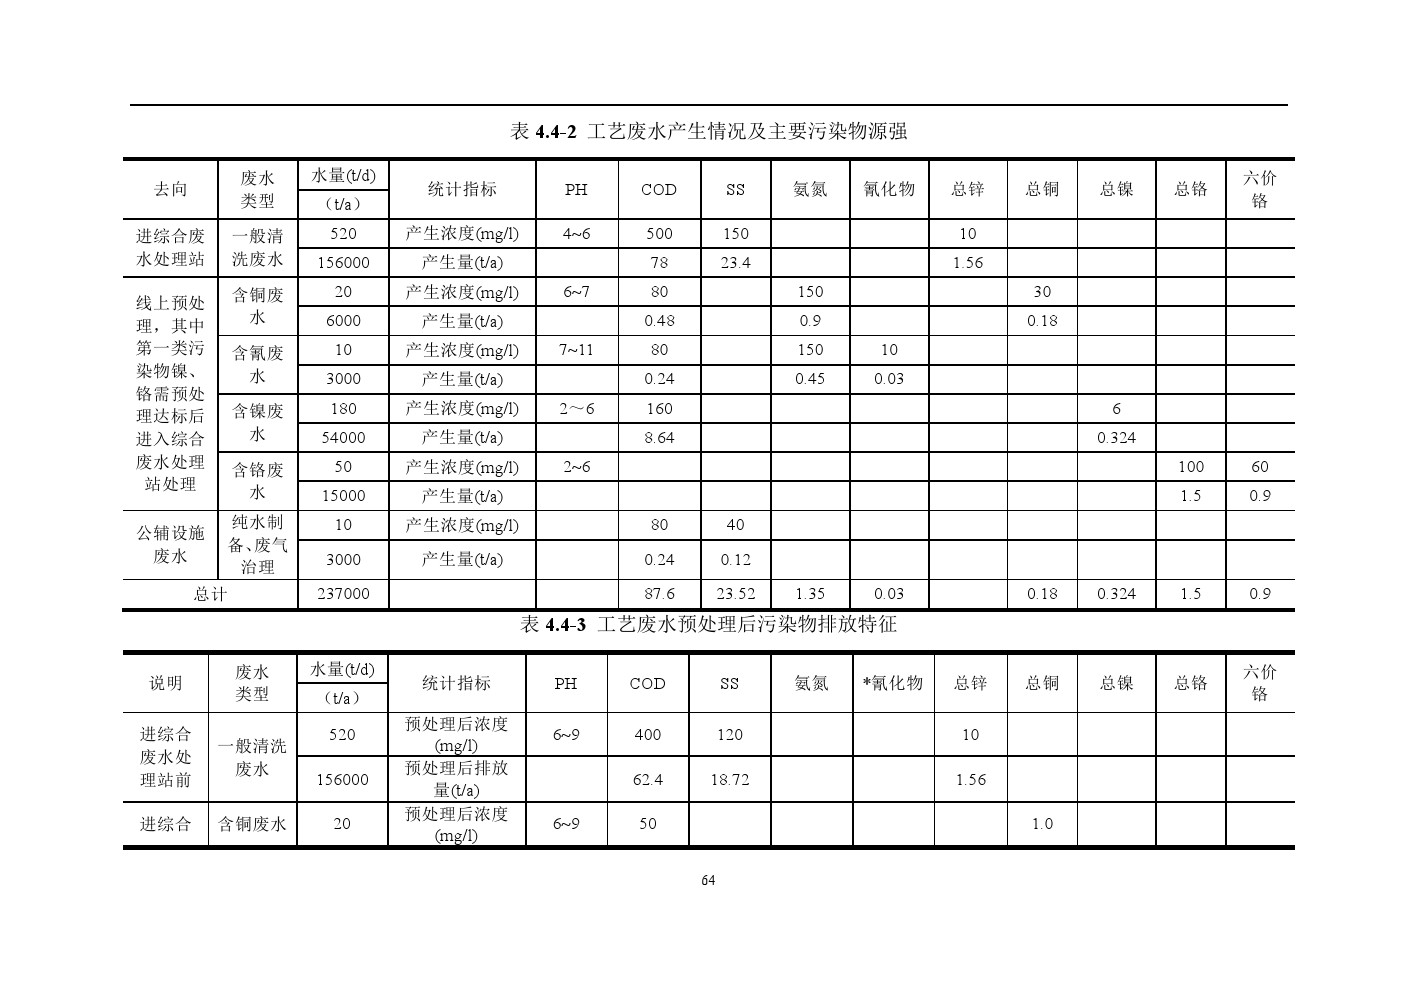 表 4.4-2 工艺废水产生情况及主要污染物源强
去向 废水类型 水量(t/d) （t/a） 统计指标 PH COD SS 氨氮 氰化物 总锌 总铜 总镍 总铬 六价铬
进综合废水处理站 一般清洗废水 520 产生浓度(mg/l) 4~6 500 150 10
156000 产生量(t/a) 78 23.4 1.56
线上预处理，其中第一类污染物镍、铬需预处理达标后进入综合废水处理站处理 含铜废水 20 产生浓度(mg/l) 6~7 80 150 30
6000 产生量(t/a) 0.48 0.9 0.18
含氰废水 10 产生浓度(mg/l) 7~11 80 150 10
3000 产生量(t/a) 0.24 0.45 0.03
含镍废水 180 产生浓度(mg/l) 2～6 160 6
54000 产生量(t/a) 8.64 0.324
含铬废水 50 产生浓度(mg/l) 2~6 100 60
15000 产生量(t/a) 1.5 0.9
公辅设施废水 纯水制备、废气治理 10 产生浓度(mg/l) 80 40
3000 产生量(t/a) 0.24 0.12
总计 237000 87.6 23.52 1.35 0.03 0.18 0.324 1.5 0.9
表 4.4-3 工艺废水预处理后污染物排放特征
说明 废水类型 水量(t/d) （t/a） 统计指标 PH COD SS 氨氮 *氰化物 总锌 总铜 总镍 总铬 六价铬
进综合废水处理站前 一般清洗废水 520 预处理后浓度(mg/l) 6~9 400 120 10
156000 预处理后排放量(t/a) 62.4 18.72 1.56
进综合 含铜废水 20 预处理后浓度(mg/l) 6~9 50 1.0
64